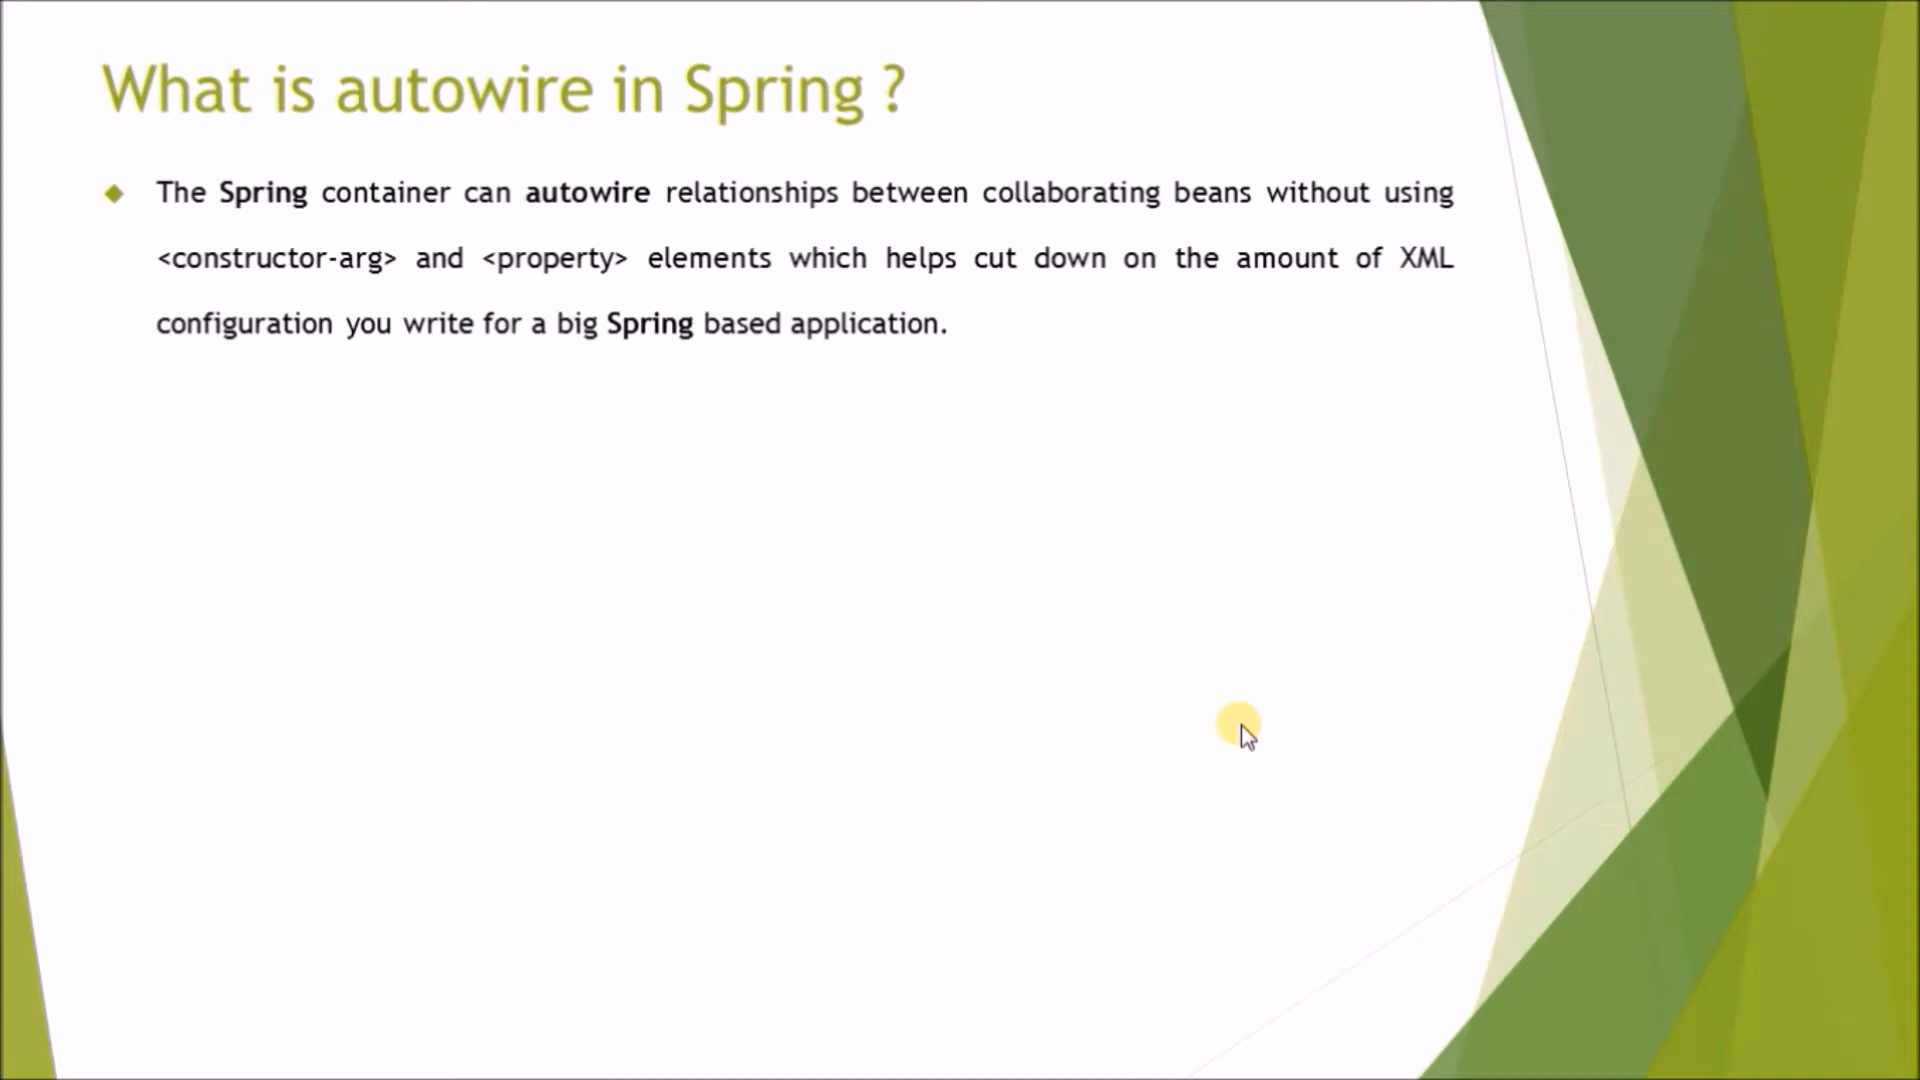 What is autowire in Spring ?
The Spring container can autowire relationships between collaborating beans without using
<constructor-arg> and <property> elements which helps cut down on the amount of XML
configuration you write for a big Spring based application.